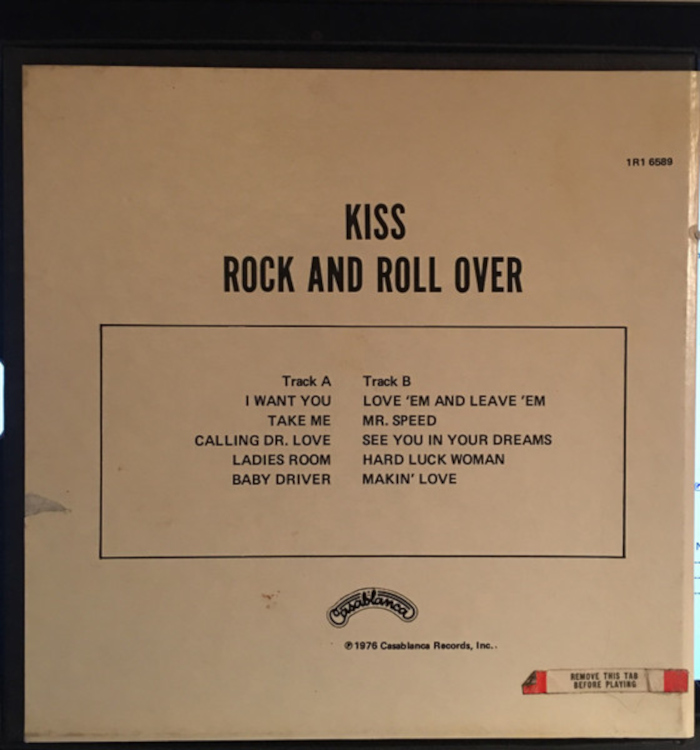 1R1 6589
KISS
ROCK AND ROLL OVER
Track A
I WANT YOU
TAKE ME
CALLING DR. LOVE
LADIES ROOM
BABY DRIVER
Track B
LOVE 'EM AND LEAVE 'EM
MR. SPEED
SEE YOU IN YOUR DREAMS
HARD LUCK WOMAN
MAKIN' LOVE
Casablanca
℗1976 Casablanca Records, Inc..
REMOVE THIS TAB
BEFORE PLAYING